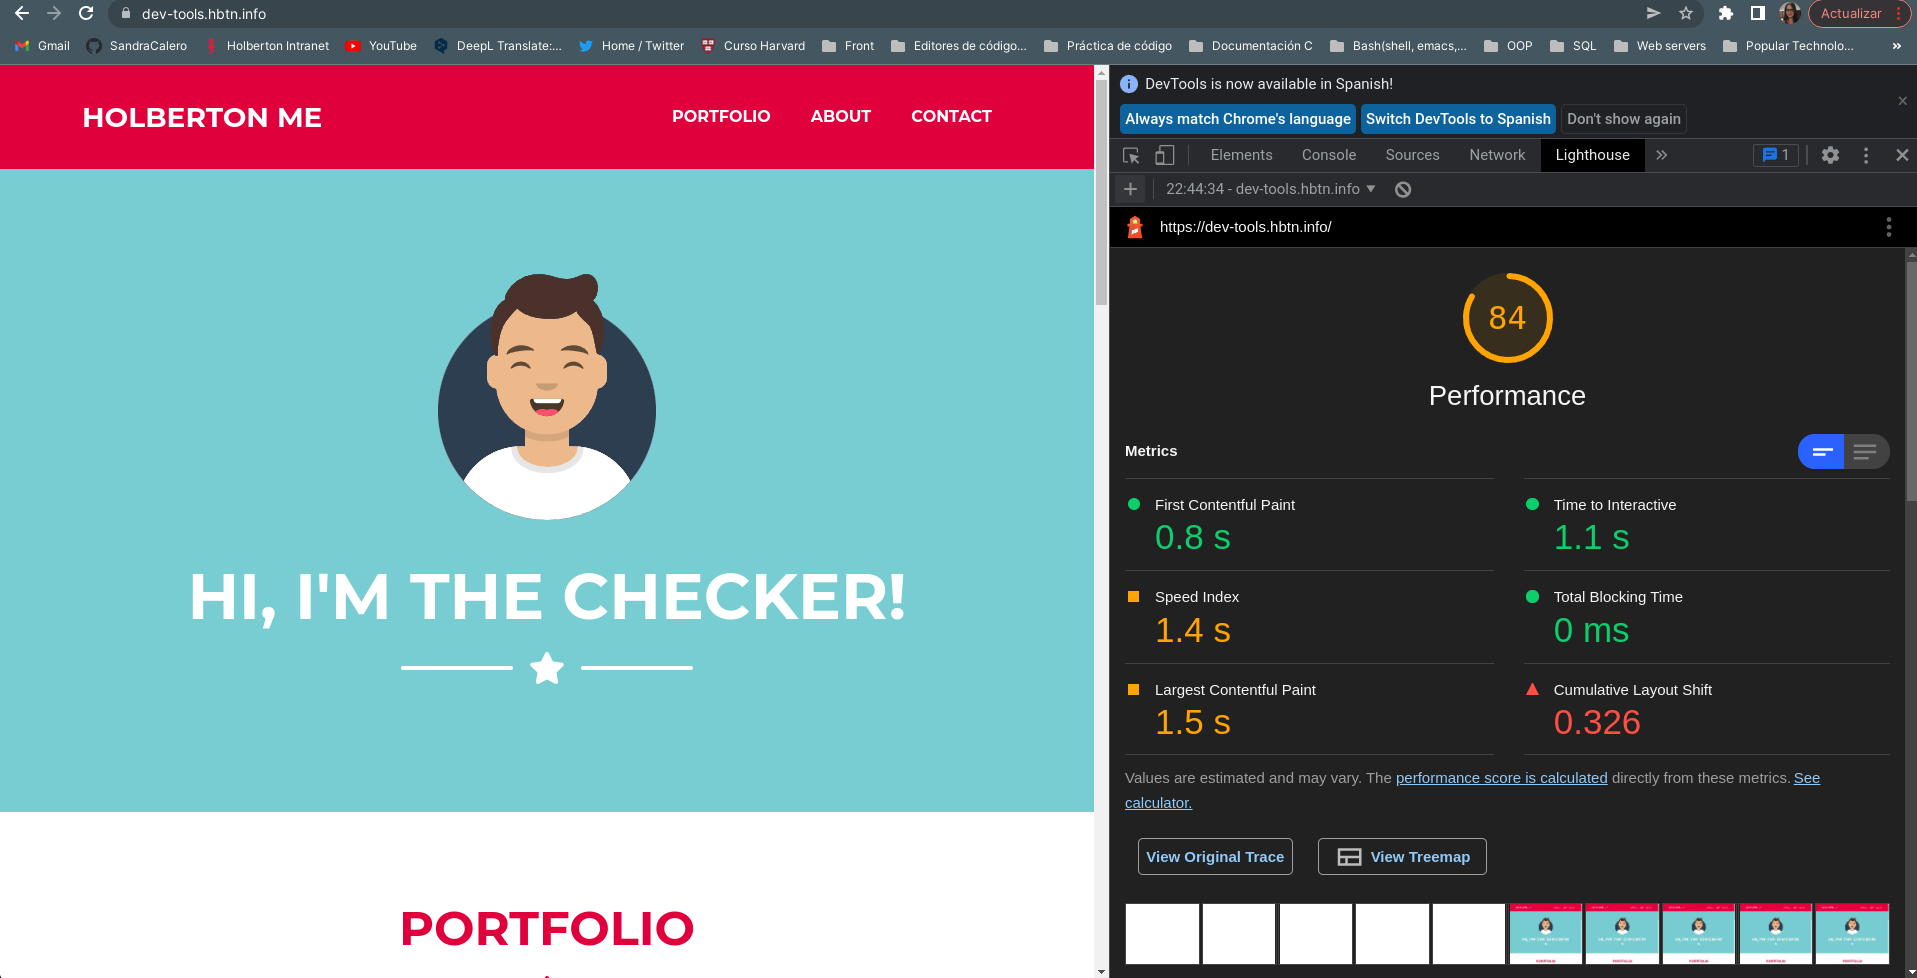 dev-tools.hbtn.info
Actualizar
Gmail SandraCalero Holberton Intranet YouTube DeepL Translate:... Home / Twitter Curso Harvard Front Editores de código... Práctica de código Documentación C Bash(shell, emacs,... OOP SQL Web servers Popular Technolo... »
HOLBERTON ME
PORTFOLIO ABOUT CONTACT
HI, I'M THE CHECKER!
PORTFOLIO
DevTools is now available in Spanish!
Always match Chrome's language Switch DevTools to Spanish Don't show again
Elements Console Sources Network Lighthouse » 1
22:44:34 - dev-tools.hbtn.info
https://dev-tools.hbtn.info/
84
Performance
Metrics
First Contentful Paint
0.8 s
Time to Interactive
1.1 s
Speed Index
1.4 s
Total Blocking Time
0 ms
Largest Contentful Paint
1.5 s
Cumulative Layout Shift
0.326
Values are estimated and may vary. The performance score is calculated directly from these metrics. See
calculator.
View Original Trace View Treemap